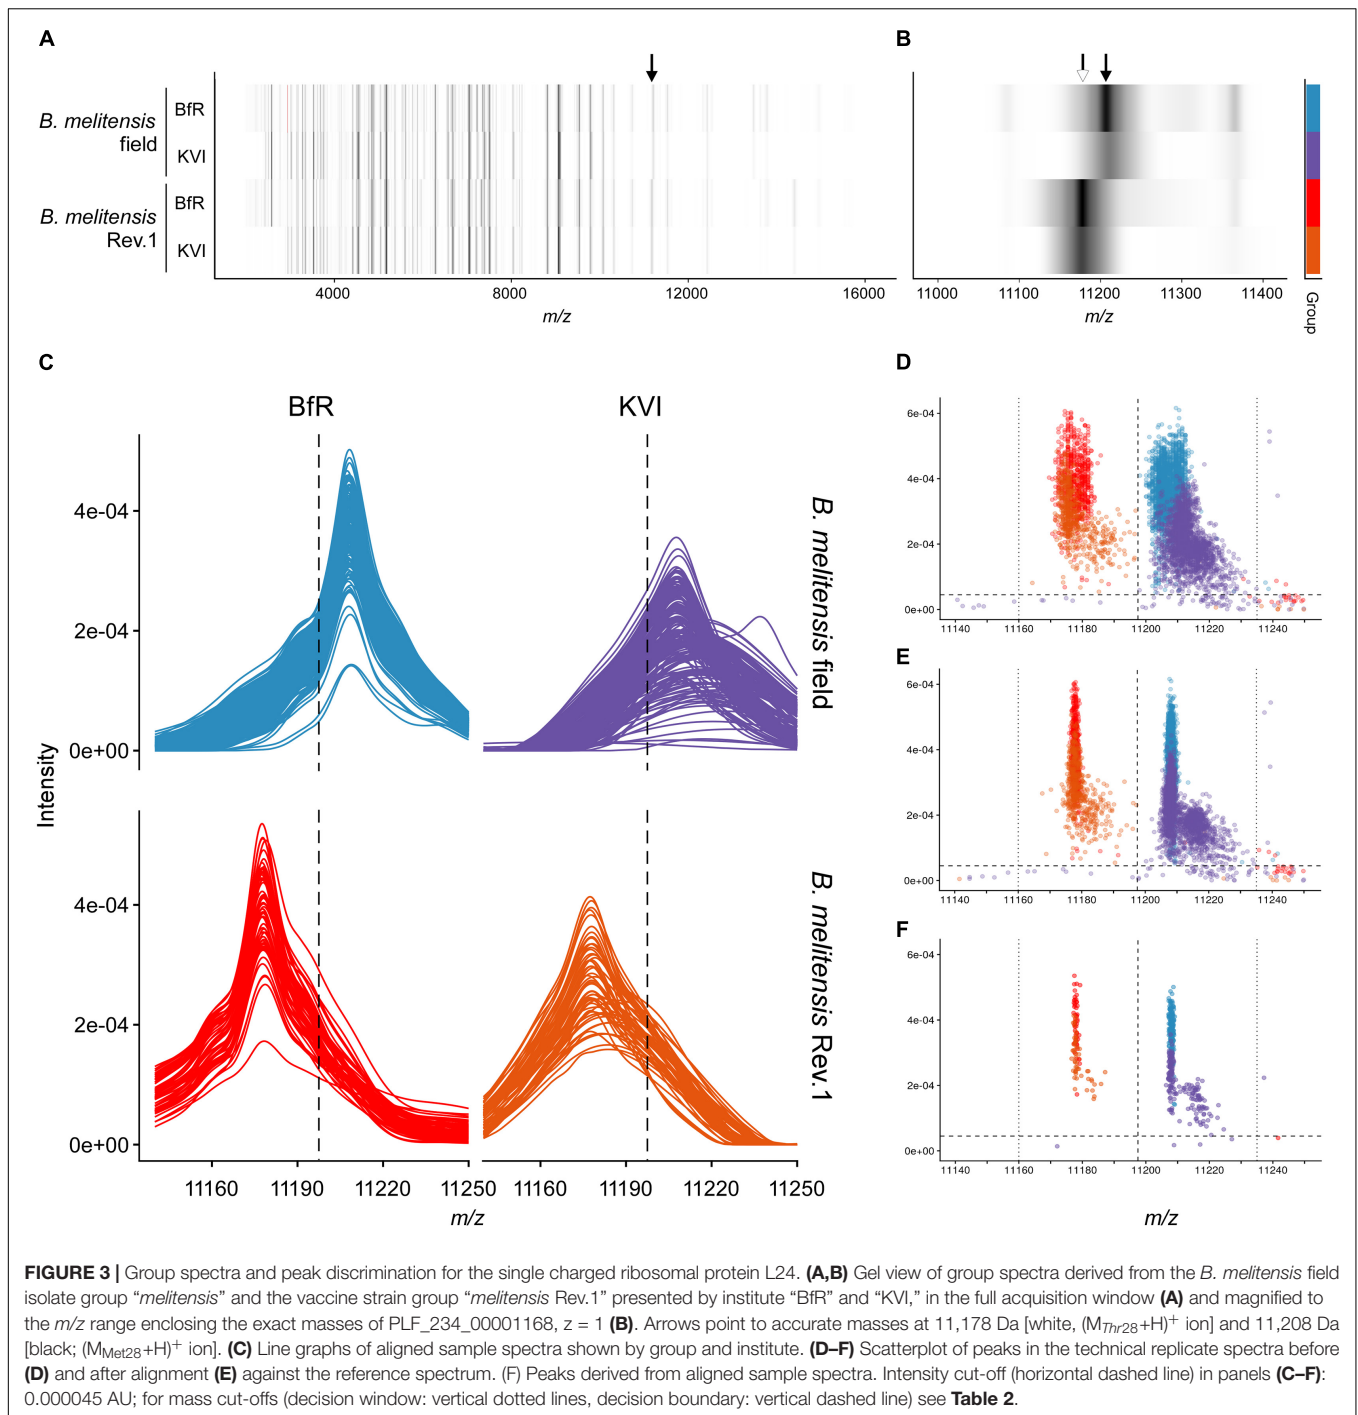 A
B
B. melitensis
field
BfR
KVI
B. melitensis
Rev.1
BfR
KVI
4000 8000 12000 16000
m/z
11000 11100 11200 11300 11400
m/z
Group
C
BfR KVI
4e-04
2e-04
0e+00
B. melitensis field
Intensity
4e-04
2e-04
0e+00
B. melitensis Rev.1
11160 11190 11220 11250 11160 11190 11220 11250
m/z
D
6e-04
4e-04
2e-04
0e+00
11140 11160 11180 11200 11220 11240
E
6e-04
4e-04
2e-04
0e+00
11140 11160 11180 11200 11220 11240
F
6e-04
4e-04
2e-04
0e+00
11140 11160 11180 11200 11220 11240
m/z
FIGURE 3 | Group spectra and peak discrimination for the single charged ribosomal protein L24. (A,B) Gel view of group spectra derived from the B. melitensis field
isolate group “melitensis” and the vaccine strain group “melitensis Rev.1” presented by institute “BfR” and “KVI,” in the full acquisition window (A) and magnified to
the m/z range enclosing the exact masses of PLF_234_00001168, z = 1 (B). Arrows point to accurate masses at 11,178 Da [white, (MThr28+H)+ ion] and 11,208 Da
[black; (MMet28+H)+ ion]. (C) Line graphs of aligned sample spectra shown by group and institute. (D–F) Scatterplot of peaks in the technical replicate spectra before
(D) and after alignment (E) against the reference spectrum. (F) Peaks derived from aligned sample spectra. Intensity cut-off (horizontal dashed line) in panels (C–F):
0.000045 AU; for mass cut-offs (decision window: vertical dotted lines, decision boundary: vertical dashed line) see Table 2.